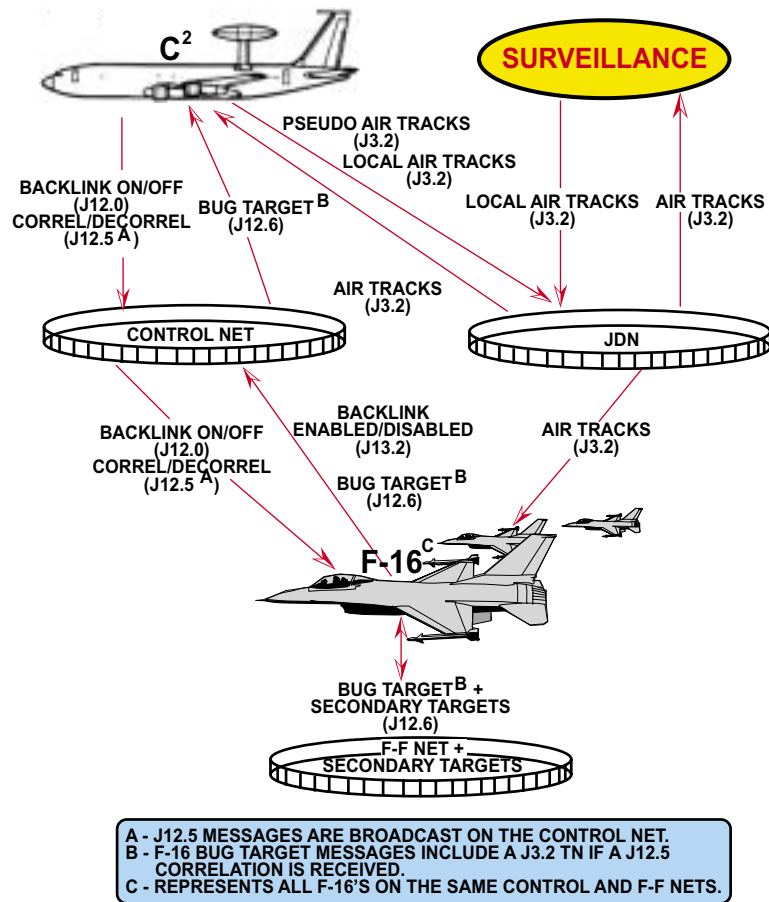 C2
SURVEILLANCE
PSEUDO AIR TRACKS
(J3.2)
LOCAL AIR TRACKS
(J3.2)
BACKLINK ON/OFF
(J12.0)
CORREL/DECORREL
(J12.5 A)
BUG TARGET B
(J12.6)
LOCAL AIR TRACKS
(J3.2)
AIR TRACKS
(J3.2)
AIR TRACKS
(J3.2)
CONTROL NET
JDN
BACKLINK ON/OFF
(J12.0)
CORREL/DECORREL
(J12.5 A)
BACKLINK
ENABLED/DISABLED
(J13.2)
BUG TARGET B
(J12.6)
AIR TRACKS
(J3.2)
F-16 C
BUG TARGET B +
SECONDARY TARGETS
(J12.6)
F-F NET +
SECONDARY TARGETS
A - J12.5 MESSAGES ARE BROADCAST ON THE CONTROL NET.
B - F-16 BUG TARGET MESSAGES INCLUDE A J3.2 TN IF A J12.5
CORRELATION IS RECEIVED.
C - REPRESENTS ALL F-16'S ON THE SAME CONTROL AND F-F NETS.